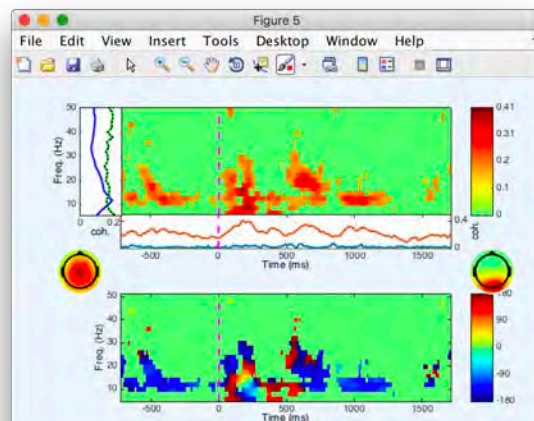 Figure 5
File Edit View Insert Tools Desktop Window Help
50
40
30
20
10
Freq. (Hz)
0.41
0.31
0.21
0.1
0
0 0.2
coh.
0.2
0.4
0
coh.
-500 0 500 1000 1500
Time (ms)
50
40
30
20
10
Freq. (Hz)
180
90
0
-90
-180
-500 0 500 1000 1500
Time (ms)